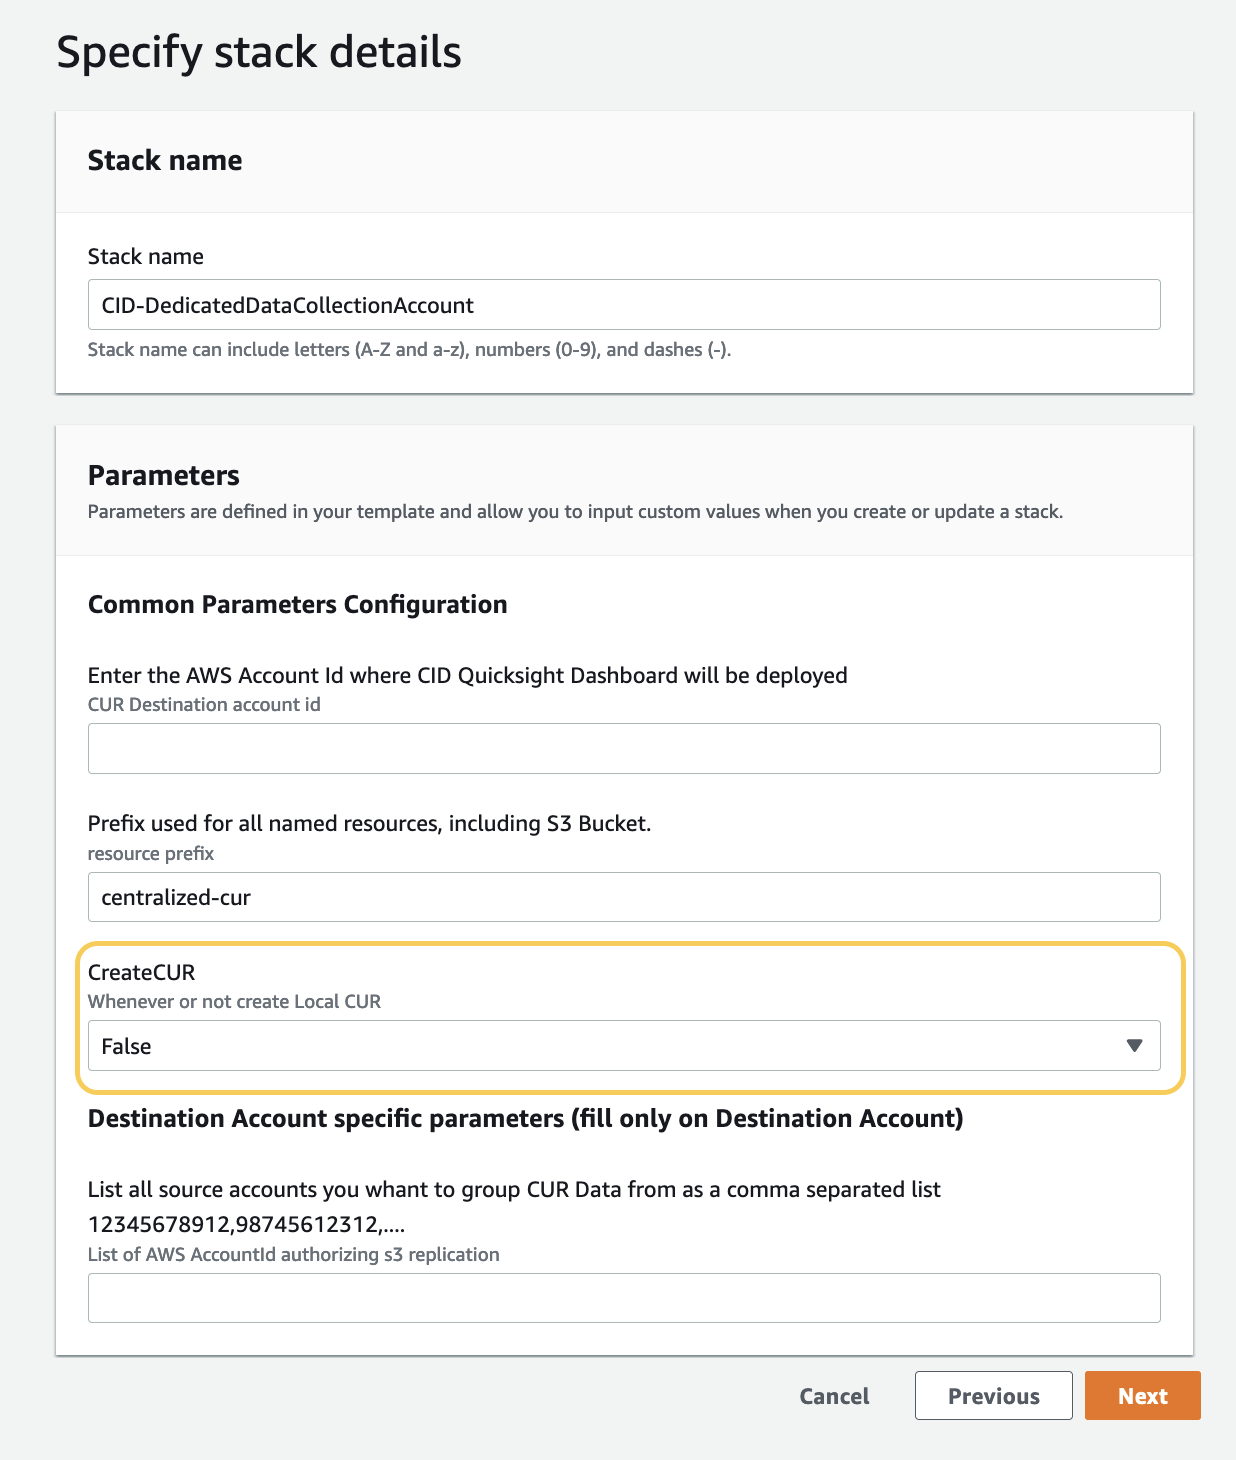 Specify stack details
Stack name
Stack name
CID-DedicatedDataCollectionAccount
Stack name can include letters (A-Z and a-z), numbers (0-9), and dashes (-).
Parameters
Parameters are defined in your template and allow you to input custom values when you create or update a stack.
Common Parameters Configuration
Enter the AWS Account Id where CID Quicksight Dashboard will be deployed
CUR Destination account id
Prefix used for all named resources, including S3 Bucket.
resource prefix
centralized-cur
CreateCUR
Whenever or not create Local CUR
False
Destination Account specific parameters (fill only on Destination Account)
List all source accounts you whant to group CUR Data from as a comma separated list
12345678912,98745612312,....
List of AWS AccountId authorizing s3 replication
Cancel
Previous
Next